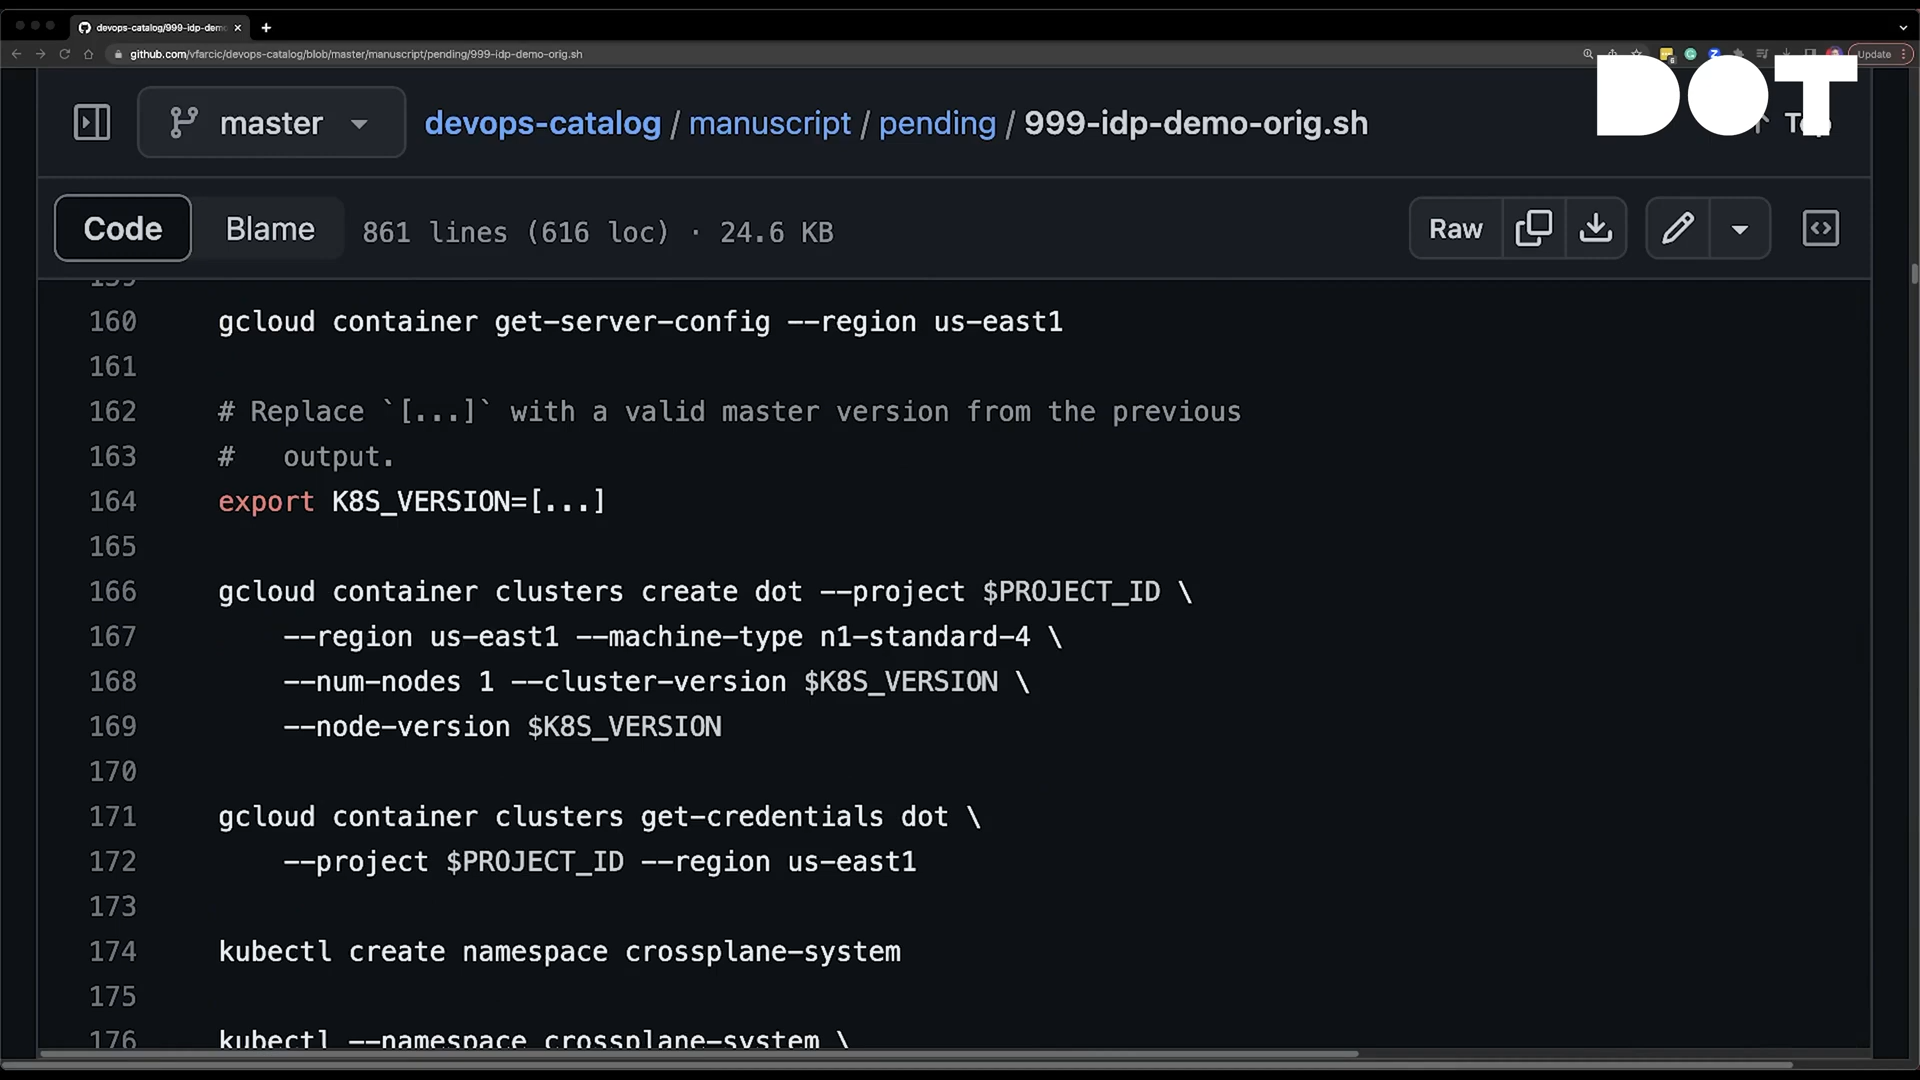 devops-catalog/999-idp-demo
github.com/vfarcic/devops-catalog/blob/master/manuscript/pending/999-idp-demo-orig.sh
Update
DOT
master
devops-catalog / manuscript / pending / 999-idp-demo-orig.sh
Code
Blame
861 lines (616 loc) · 24.6 KB
Raw
159
160 gcloud container get-server-config --region us-east1
161
162 # Replace `[...]` with a valid master version from the previous
163 #   output.
164 export K8S_VERSION=[...]
165
166 gcloud container clusters create dot --project $PROJECT_ID \
167     --region us-east1 --machine-type n1-standard-4 \
168     --num-nodes 1 --cluster-version $K8S_VERSION \
169     --node-version $K8S_VERSION
170
171 gcloud container clusters get-credentials dot \
172     --project $PROJECT_ID --region us-east1
173
174 kubectl create namespace crossplane-system
175
176 kubectl --namespace crossplane-system \